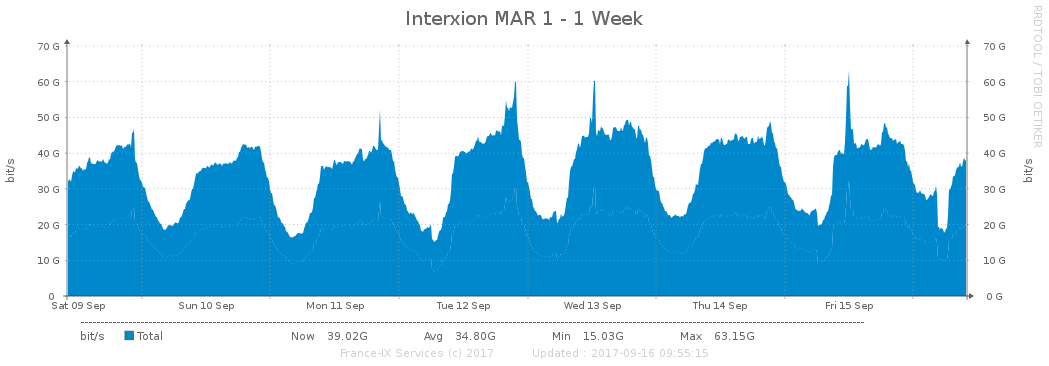 Interxion MAR 1 - 1 Week
RRDTOOL / TOBI OETIKER
70 G 70 G
60 G 60 G
50 G 50 G
40 G 40 G
30 G 30 G
20 G 20 G
10 G 10 G
0 0 G
bit/s bit/s
Sat 09 Sep Sun 10 Sep Mon 11 Sep Tue 12 Sep Wed 13 Sep Thu 14 Sep Fri 15 Sep
bit/s Total Now 39.02G Avg 34.80G Min 15.03G Max 63.15G
France-IX Services (c) 2017 Updated : 2017-09-16 09:55:15